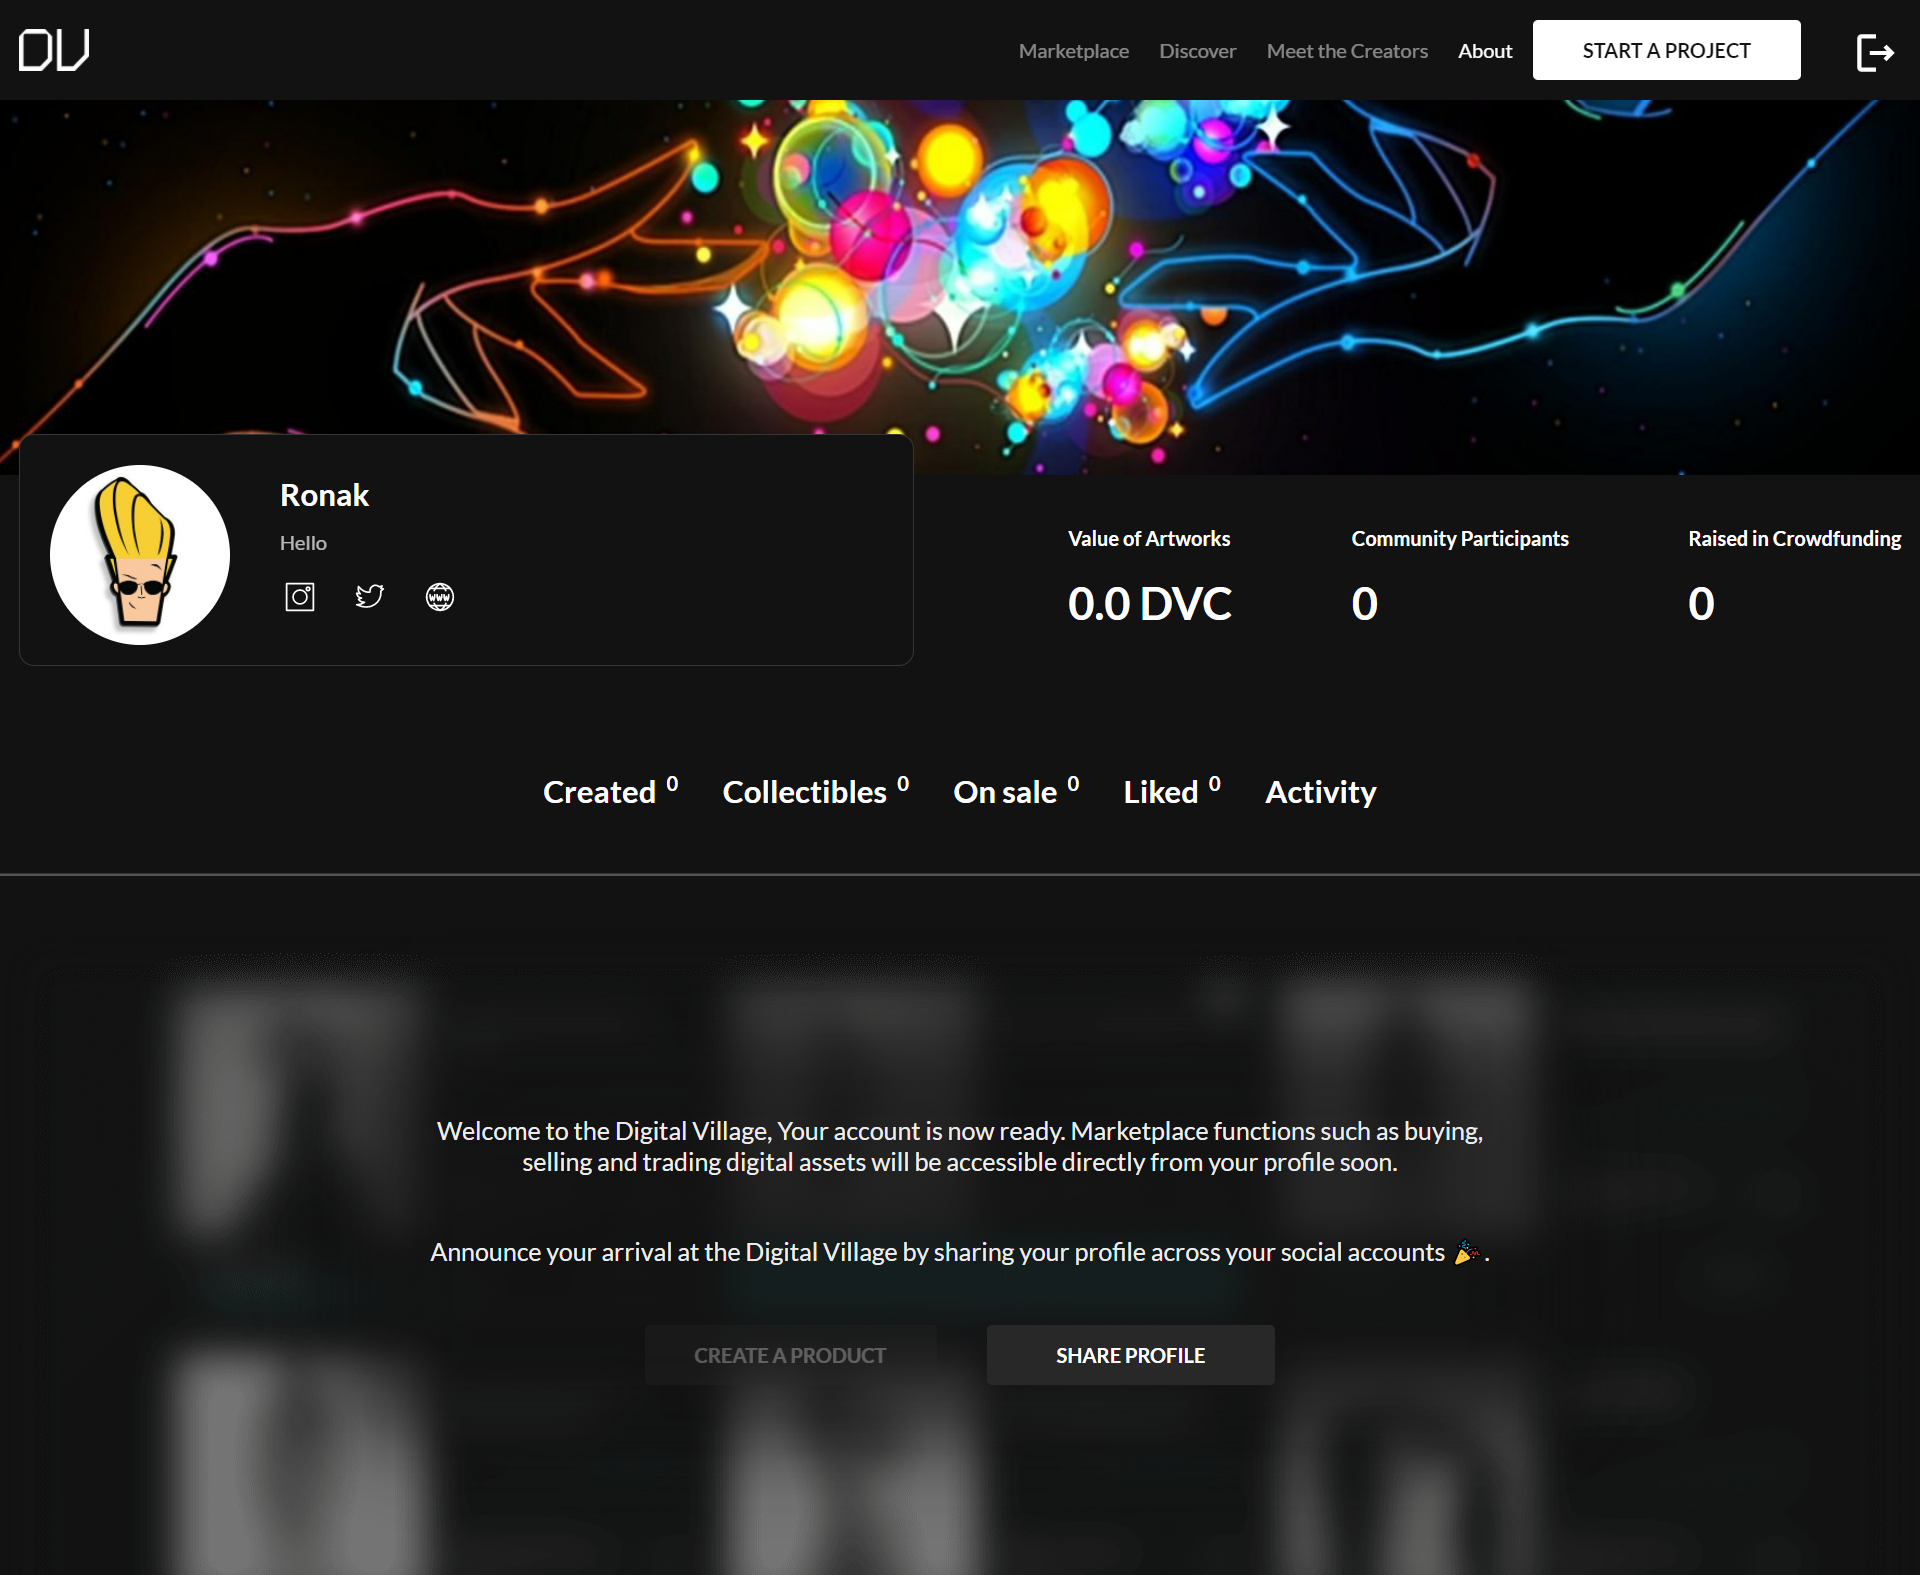 DV
Marketplace Discover Meet the Creators About START A PROJECT
Ronak
Hello
WWW
Value of Artworks Community Participants Raised in Crowdfunding
0.0 DVC 0 0
Created 0 Collectibles 0 On sale 0 Liked 0 Activity
Welcome to the Digital Village, Your account is now ready. Marketplace functions such as buying,
selling and trading digital assets will be accessible directly from your profile soon.
Announce your arrival at the Digital Village by sharing your profile across your social accounts 🎉 .
CREATE A PRODUCT SHARE PROFILE